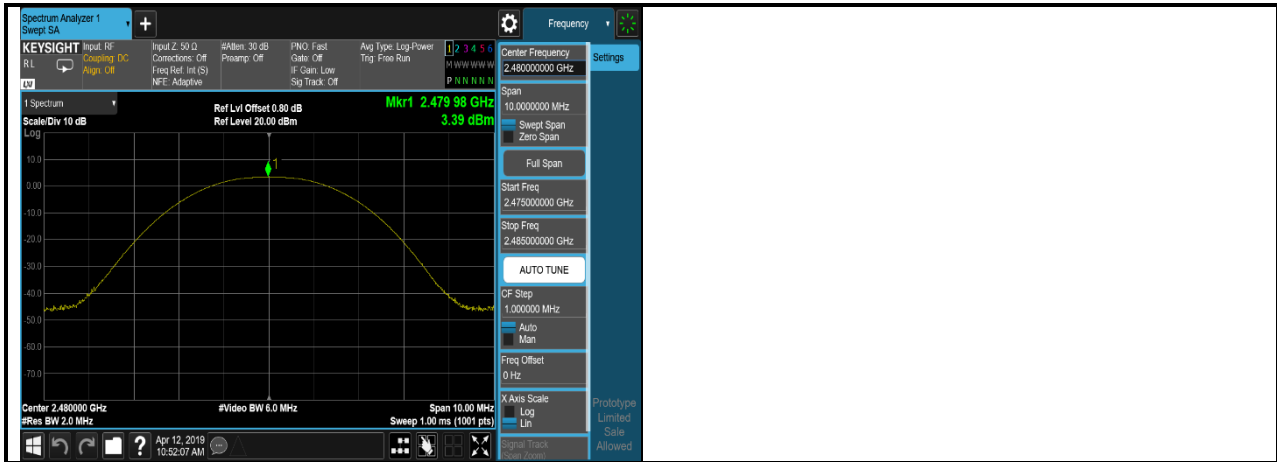 Spectrum Analyzer 1
Swept SA
Frequency
KEYSIGHT
RL
LXI
Input: RF
Coupling: DC
Align: Off
Input Z: 50 Ω
Corrections: Off
Freq Ref: Int (S)
NFE: Adaptive
#Atten: 30 dB
Preamp: Off
PNO: Fast
Gate: Off
IF Gain: Low
Sig Track: Off
Avg Type: Log-Power
Trig: Free Run
1 2 3 4 5 6
M W W W W W
P N N N N N
1 Spectrum
Scale/Div 10 dB
Log
Ref Lvl Offset 0.80 dB
Ref Level 20.00 dBm
Mkr1 2.479 98 GHz
3.39 dBm
1
10.0
0.00
-10.0
-20.0
-30.0
-40.0
-50.0
-60.0
-70.0
Center 2.480000 GHz
#Res BW 2.0 MHz
#Video BW 6.0 MHz
Span 10.00 MHz
Sweep 1.00 ms (1001 pts)
Apr 12, 2019
10:52:07 AM
Center Frequency
2.480000000 GHz
Span
10.0000000 MHz
Swept Span
Zero Span
Full Span
Start Freq
2.475000000 GHz
Stop Freq
2.485000000 GHz
AUTO TUNE
CF Step
1.000000 MHz
Auto
Man
Freq Offset
0 Hz
X Axis Scale
Log
Lin
Signal Track
(Span Zoom)
Settings
Prototype
Limited
Sale
Allowed